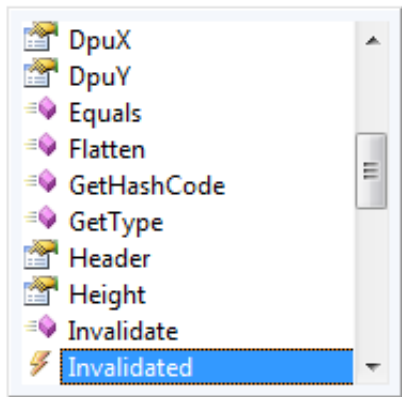 DpuX
DpuY
Equals
Flatten
GetHashCode
GetType
Header
Height
Invalidate
Invalidated